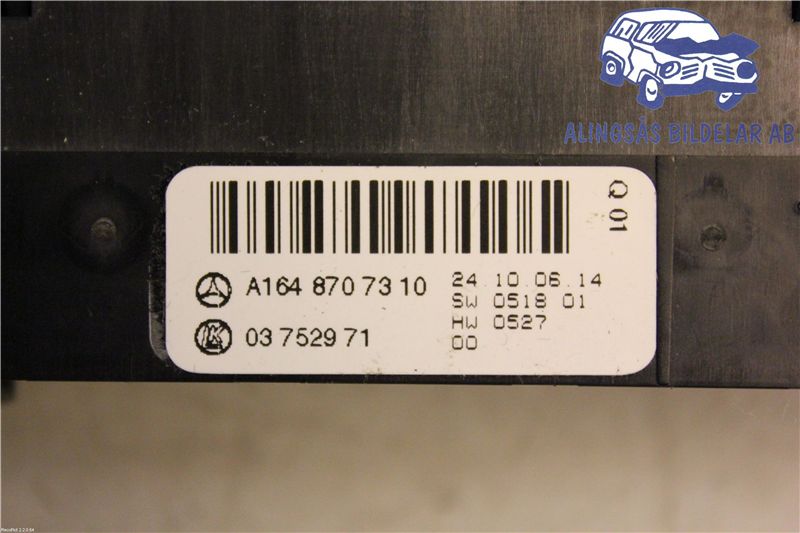 ALINGSÅS BILDELAR AB
Q 01
A164 870 73 10
24.10.06.14
SW 0518 01
HW 0527
00
LK
03 7529 71